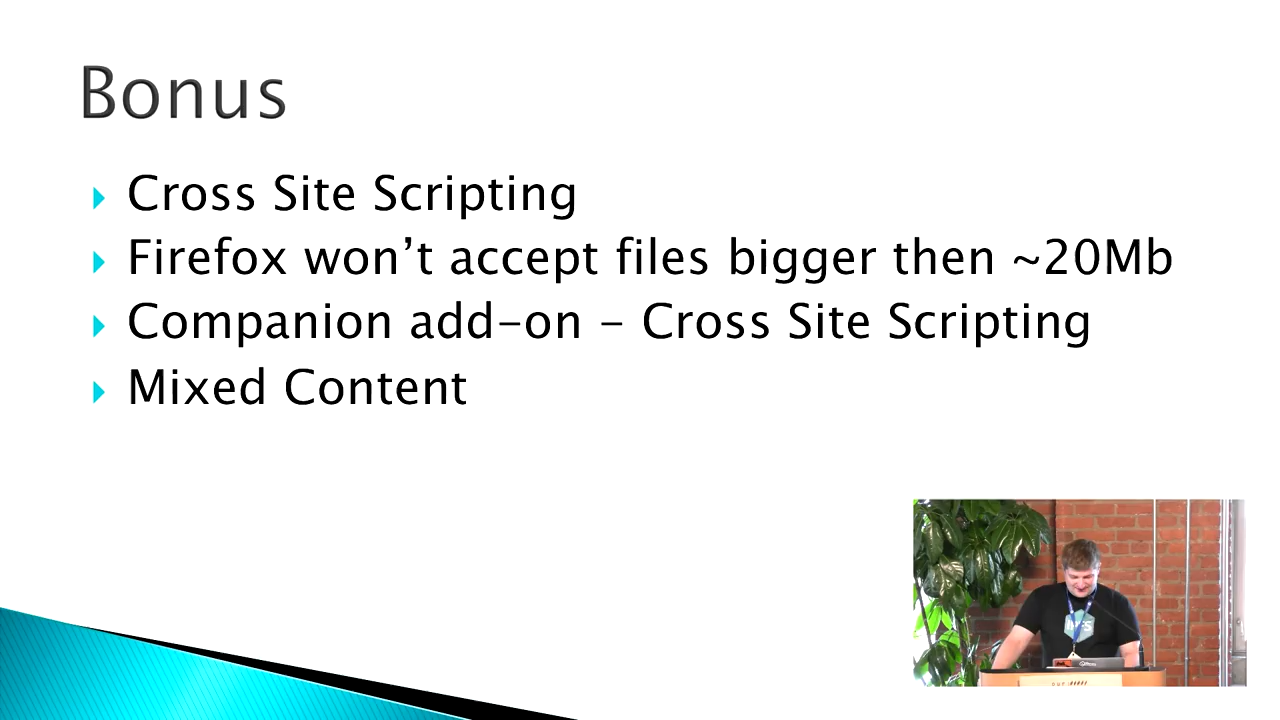 Bonus
Cross Site Scripting
Firefox won’t accept files bigger then ~20Mb
Companion add-on - Cross Site Scripting
Mixed Content